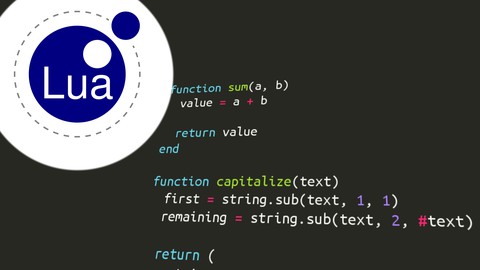 Lua
function sum(a, b)
value = a + b
return value
end
function capitalize(text)
first = string.sub(text, 1, 1)
remaining = string.sub(text, 2, #text)
return (